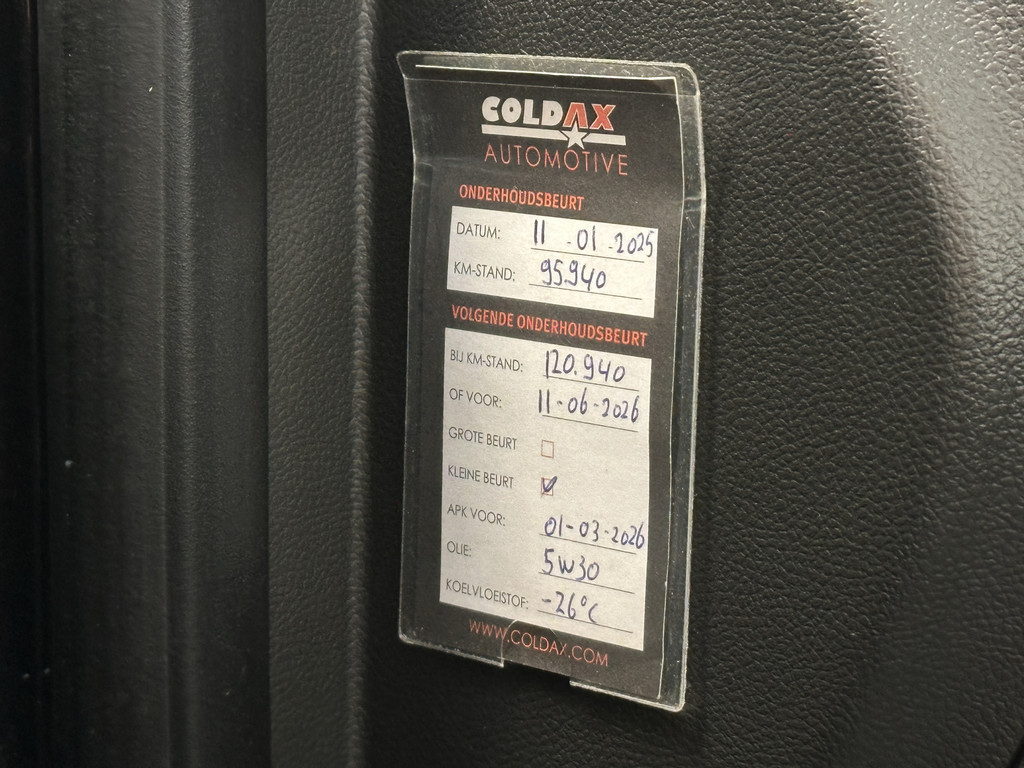 COLDAX
AUTOMOTIVE
ONDERHOUDSBEURT
DATUM: 11-01-2025
KM-STAND: 95.940
VOLGENDE ONDERHOUDSBEURT
BIJ KM-STAND: 120.940
OF VOOR: 11-06-2026
GROTE BEURT
KLEINE BEURT
APK VOOR: 01-03-2026
OLIE: 5W30
KOELVLOEISTOF: -26°C
WWW.COLDAX.COM